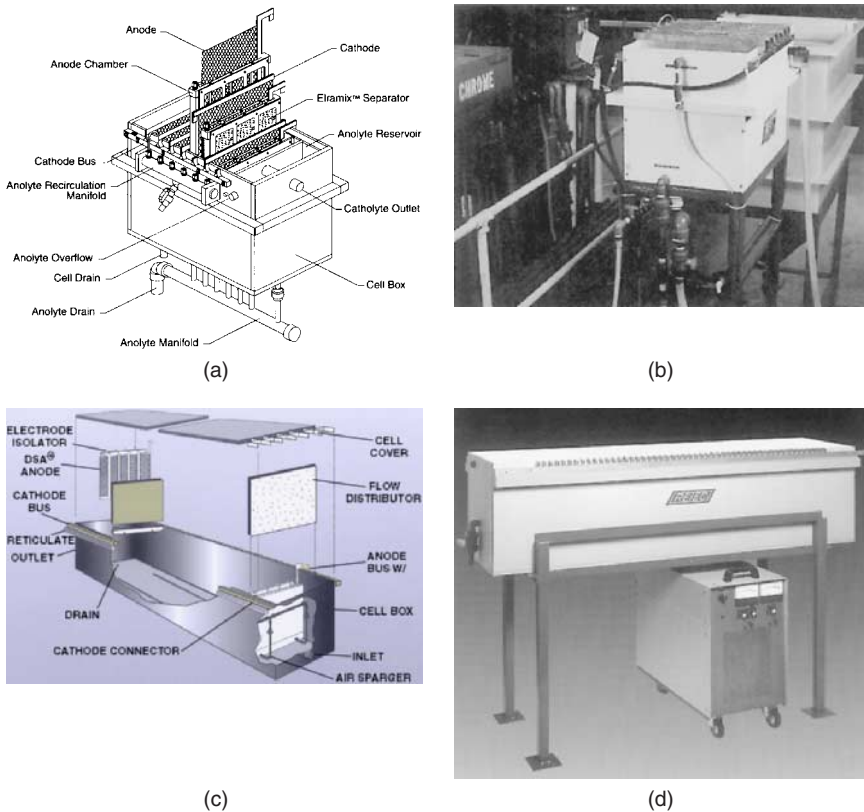 Anode
Cathode
Anode Chamber
Elramix™ Separator
Anolyte Reservoir
Cathode Bus
Anolyte Recirculation
Manifold
Catholyte Outlet
Anolyte Overflow
Cell Drain
Cell Box
Anolyte Drain
Anolyte Manifold
(a)
CHROME
(b)
ELECTRODE
ISOLATOR
DSA®
ANODE
CATHODE
BUS
RETICULATE
OUTLET
DRAIN
CATHODE CONNECTOR
CELL
COVER
FLOW
DISTRIBUTOR
ANODE
BUS W/
CELL BOX
INLET
AIR SPARGER
(c)
(d)